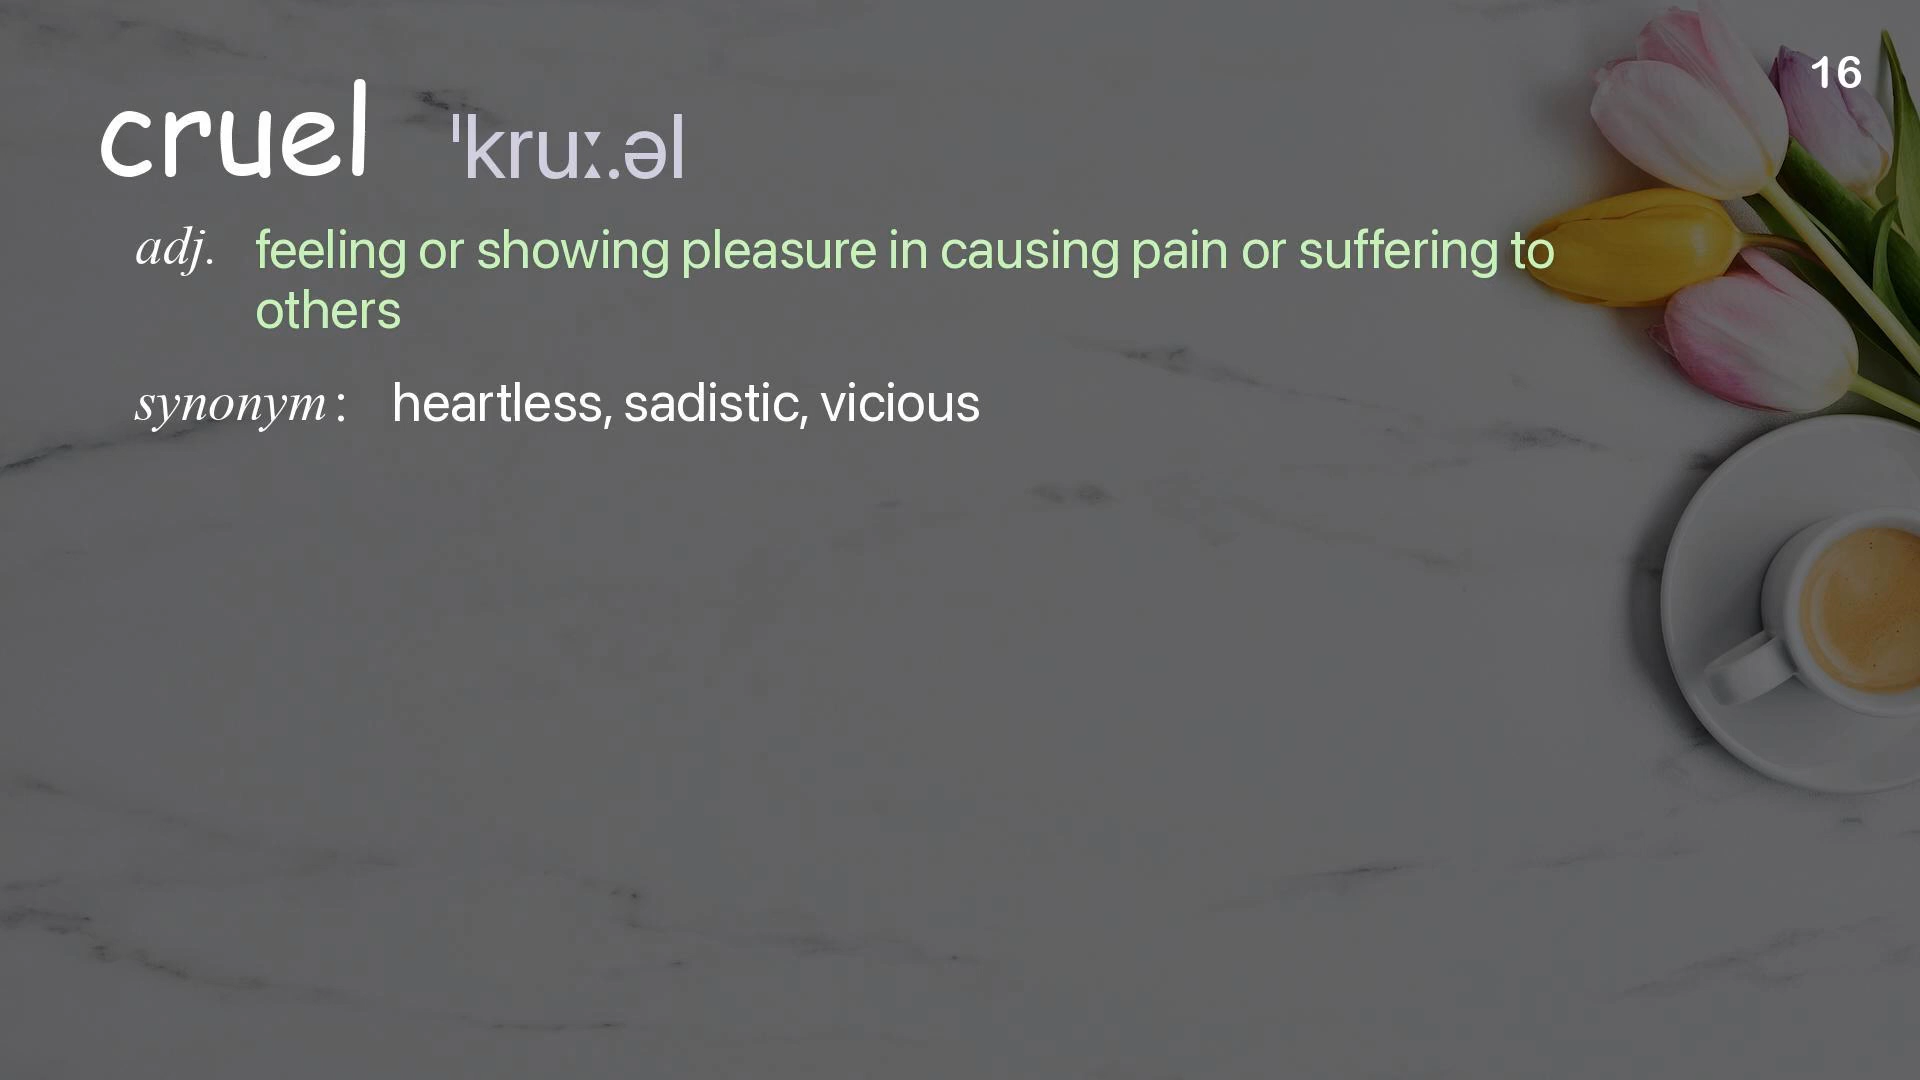 16
cruel ˈkruː.əl
adj. feeling or showing pleasure in causing pain or suffering to
others
synonym: heartless, sadistic, vicious